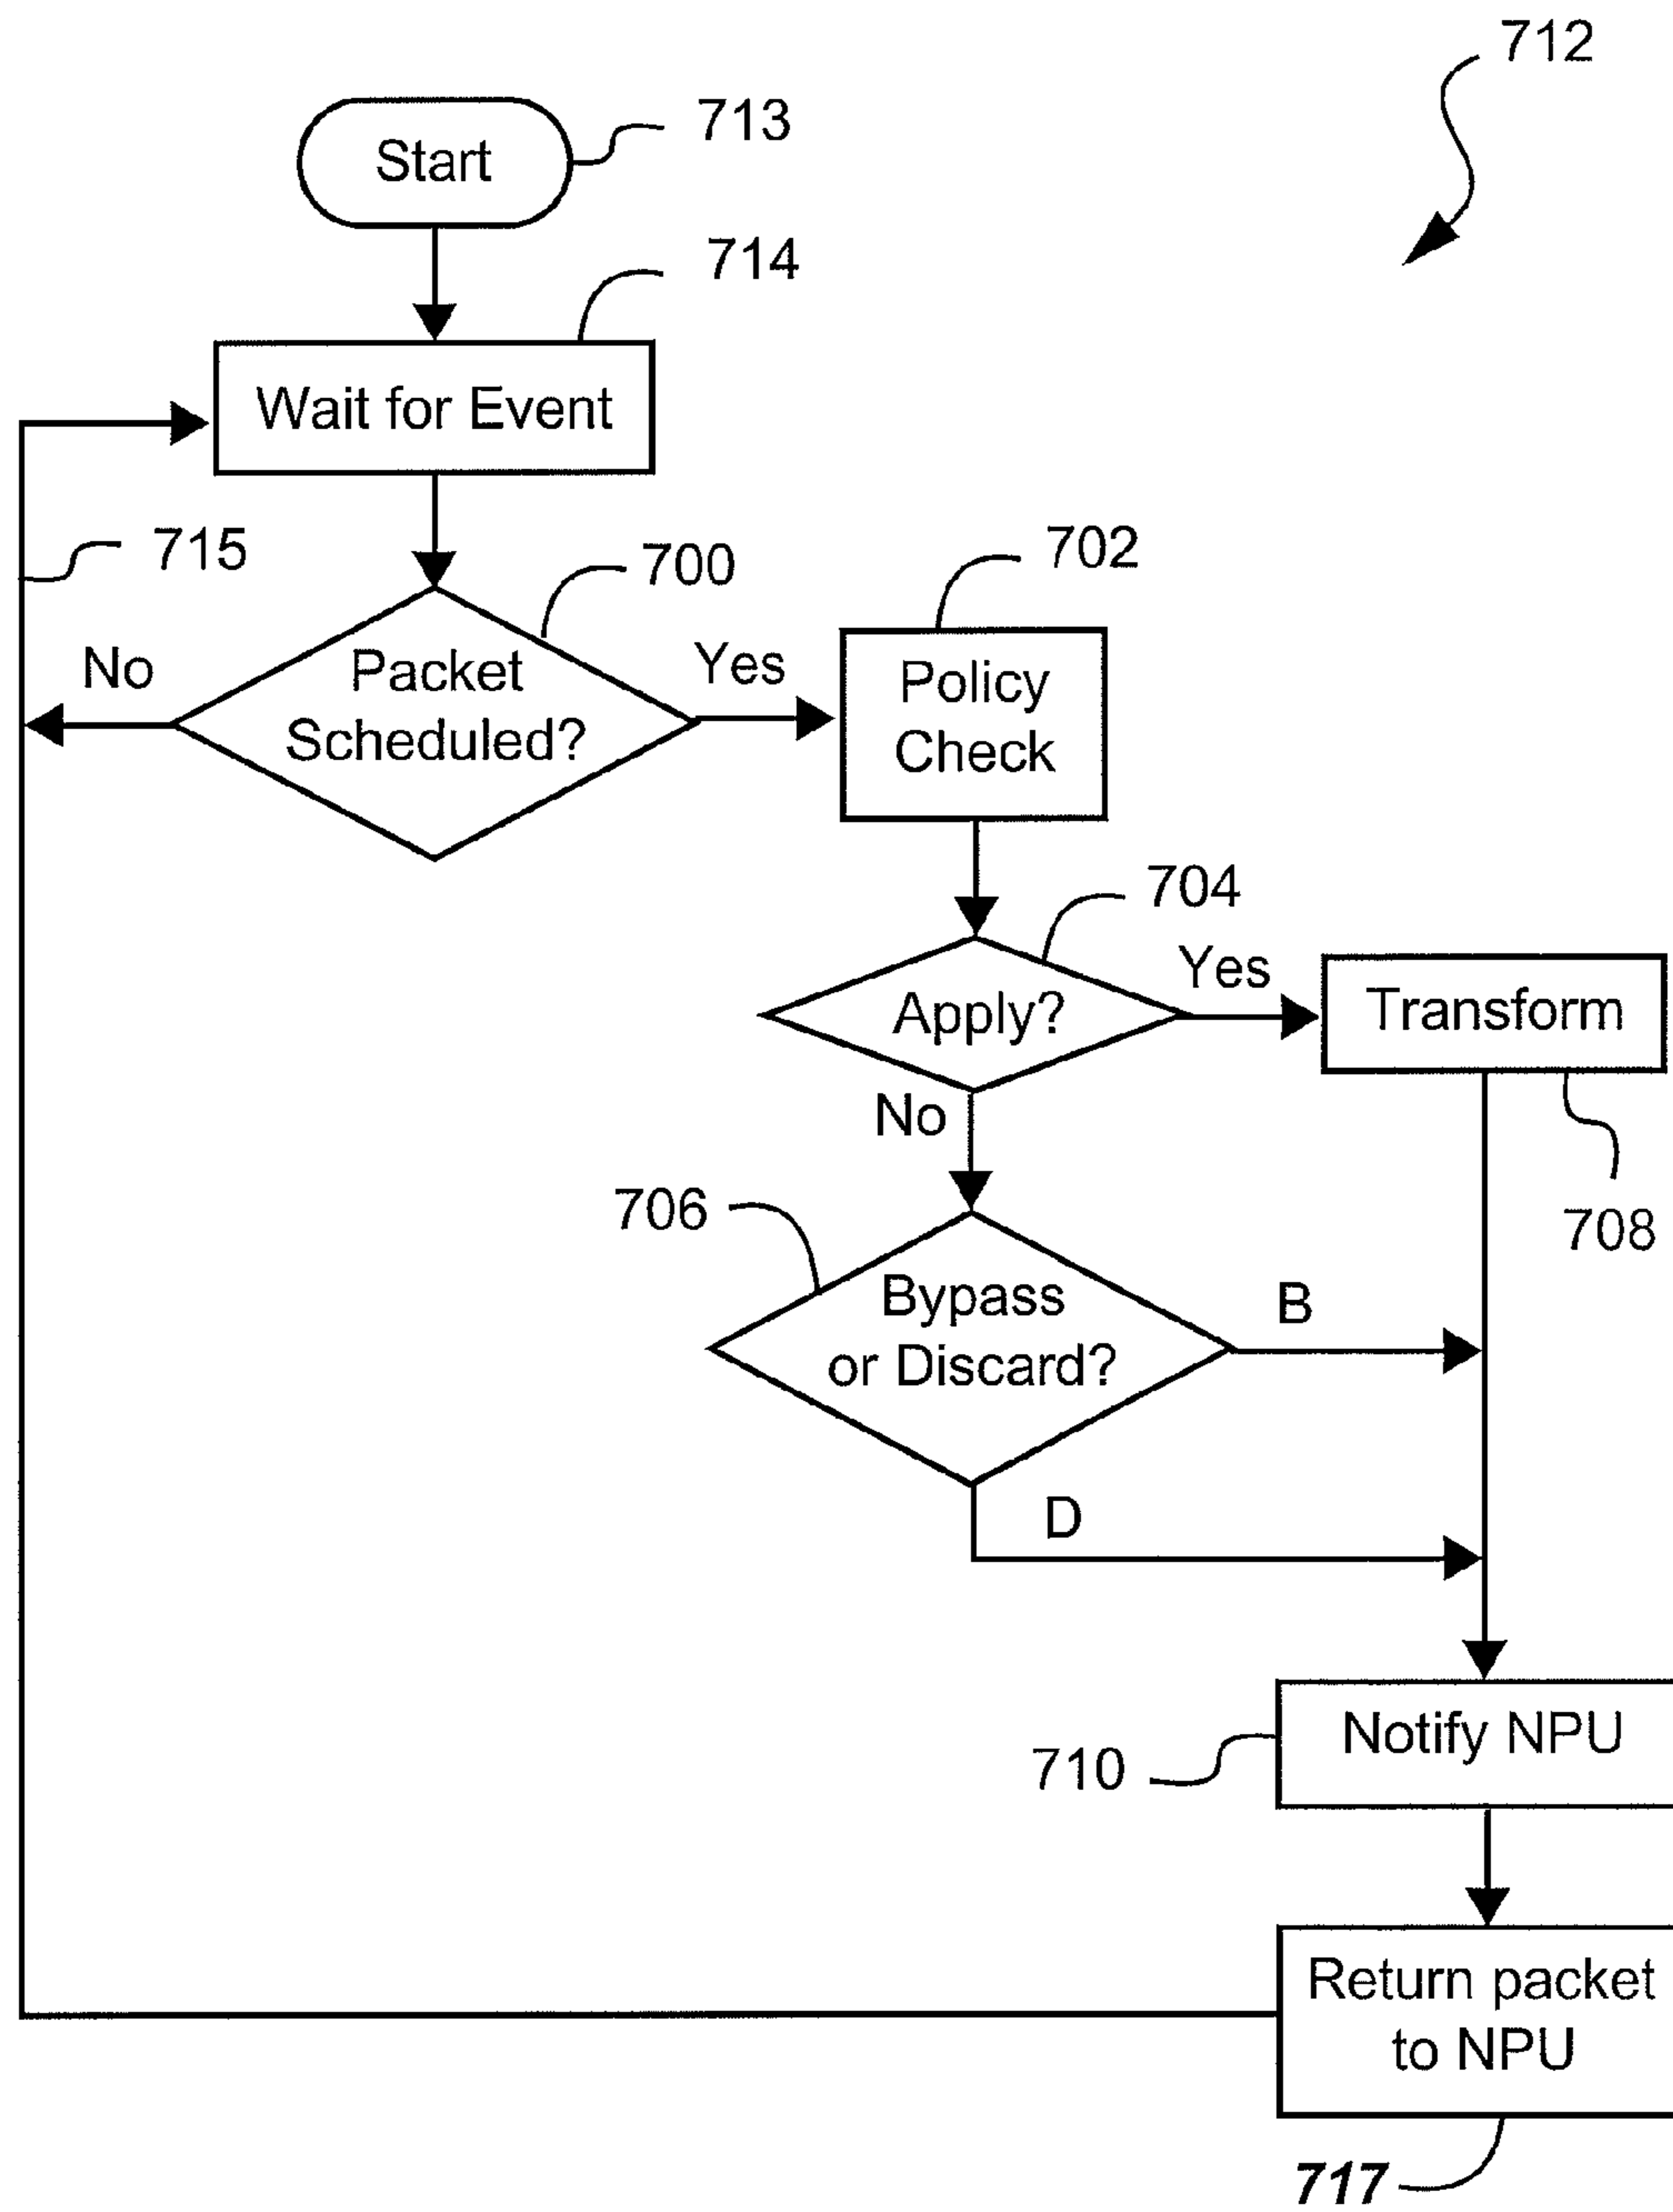 712
713
Start
714
Wait for Event
715
700
702
No
Packet
Scheduled?
Yes
Policy
Check
704
Yes
Apply?
Transform
No
706
708
Bypass
or Discard?
B
D
Notify NPU
710
Return packet
to NPU
717